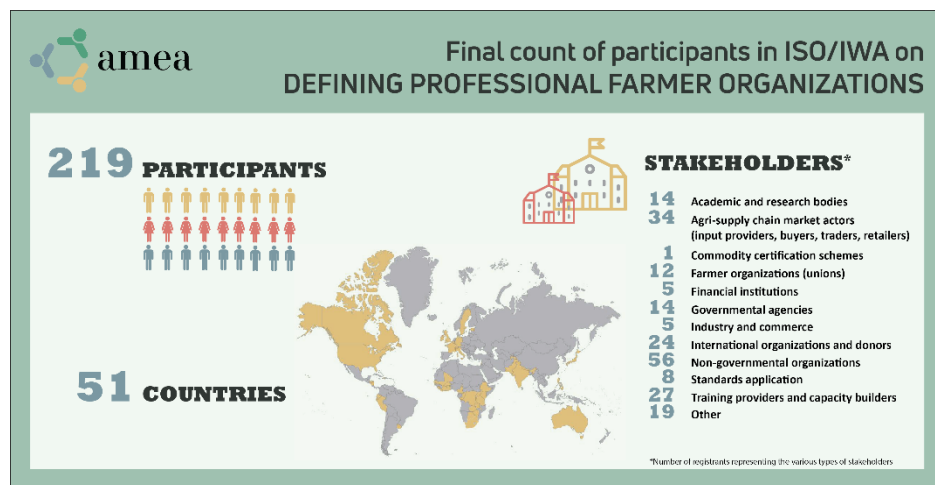 amea
Final count of participants in ISO/IWA on
DEFINING PROFESSIONAL FARMER ORGANIZATIONS
219 PARTICIPANTS
51 COUNTRIES
STAKEHOLDERS*
14 Academic and research bodies
34 Agri-supply chain market actors
(input providers, buyers, traders, retailers)
1 Commodity certification schemes
12 Farmer organizations (unions)
5 Financial institutions
14 Governmental agencies
5 Industry and commerce
24 International organizations and donors
56 Non-governmental organizations
8 Standards application
27 Training providers and capacity builders
19 Other
*Number of registrants representing the various types of stakeholders